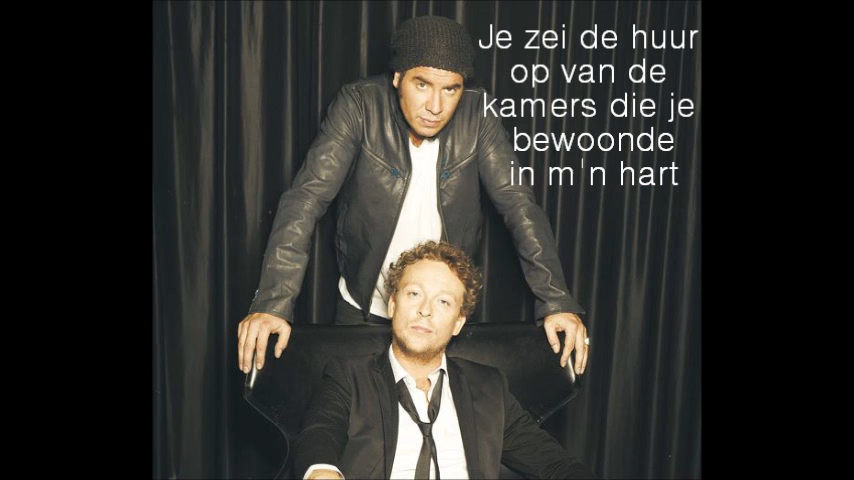 Je zei de huur
op van de
kamers die je
bewoonde
in m'n hart